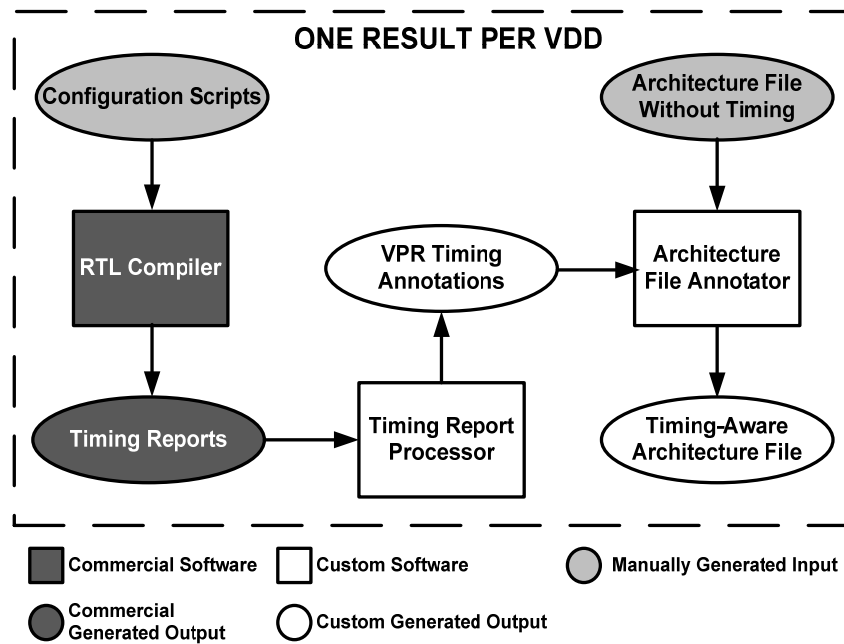 ONE RESULT PER VDD
Configuration Scripts
Architecture File
Without Timing
RTL Compiler
VPR Timing
Annotations
Architecture
File Annotator
Timing Reports
Timing Report
Processor
Timing-Aware
Architecture File
Commercial Software
Custom Software
Manually Generated Input
Commercial
Generated Output
Custom Generated Output